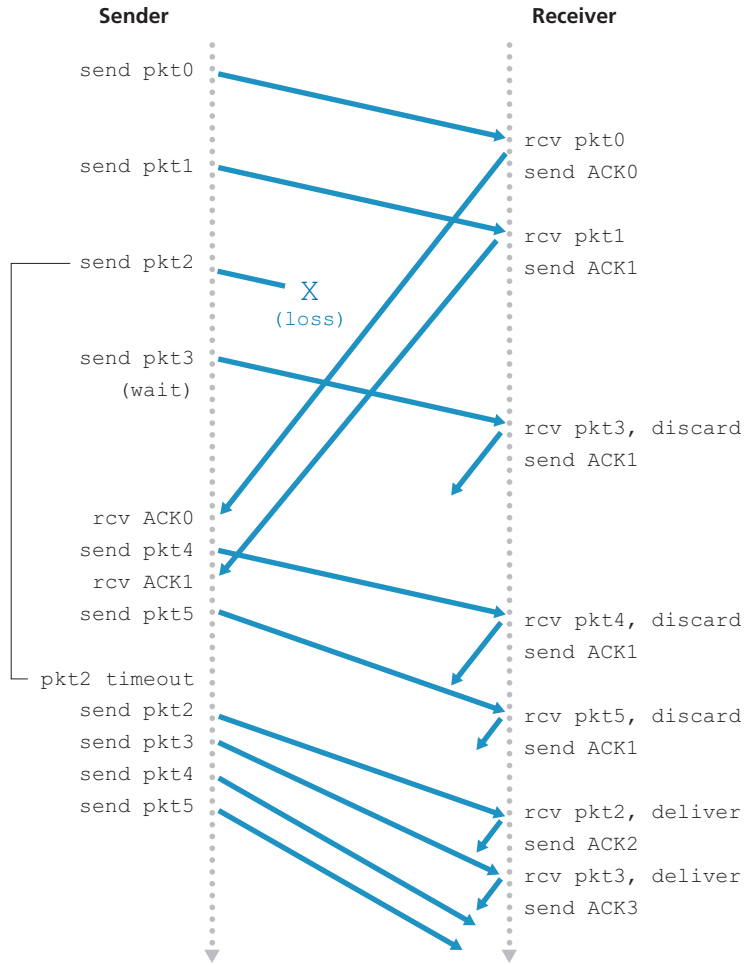 Sender
Receiver
send pkt0
rcv pkt0
send pkt1
send ACK0
rcv pkt1
send pkt2
send ACK1
X
(loss)
send pkt3
(wait)
rcv pkt3, discard
send ACK1
rcv ACK0
send pkt4
rcv ACK1
send pkt5
rcv pkt4, discard
send ACK1
pkt2 timeout
send pkt2
rcv pkt5, discard
send pkt3
send ACK1
send pkt4
send pkt5
rcv pkt2, deliver
send ACK2
rcv pkt3, deliver
send ACK3